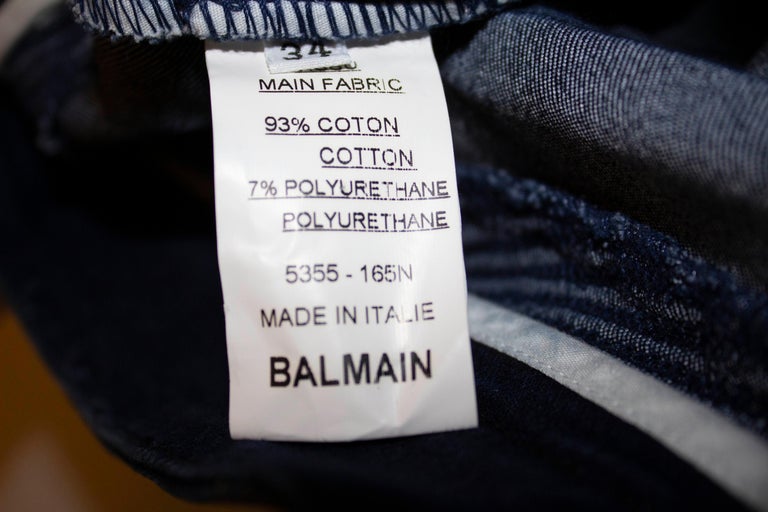 34
MAIN FABRIC
93% COTON
COTTON
7% POLYURETHANE
POLYURETHANE
5355 - 165N
MADE IN ITALIE
BALMAIN